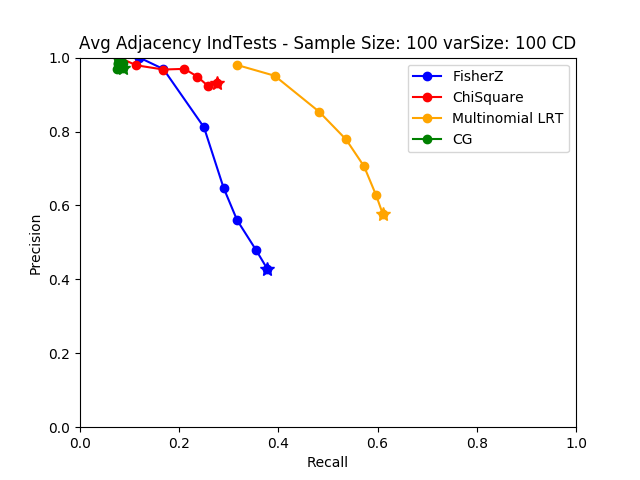 Avg Adjacency IndTests - Sample Size: 100 varSize: 100 CD
FisherZ
ChiSquare
Multinomial LRT
CG
Precision
1.0
0.8
0.6
0.4
0.2
0.0
0.0 0.2 0.4 0.6 0.8 1.0
Recall